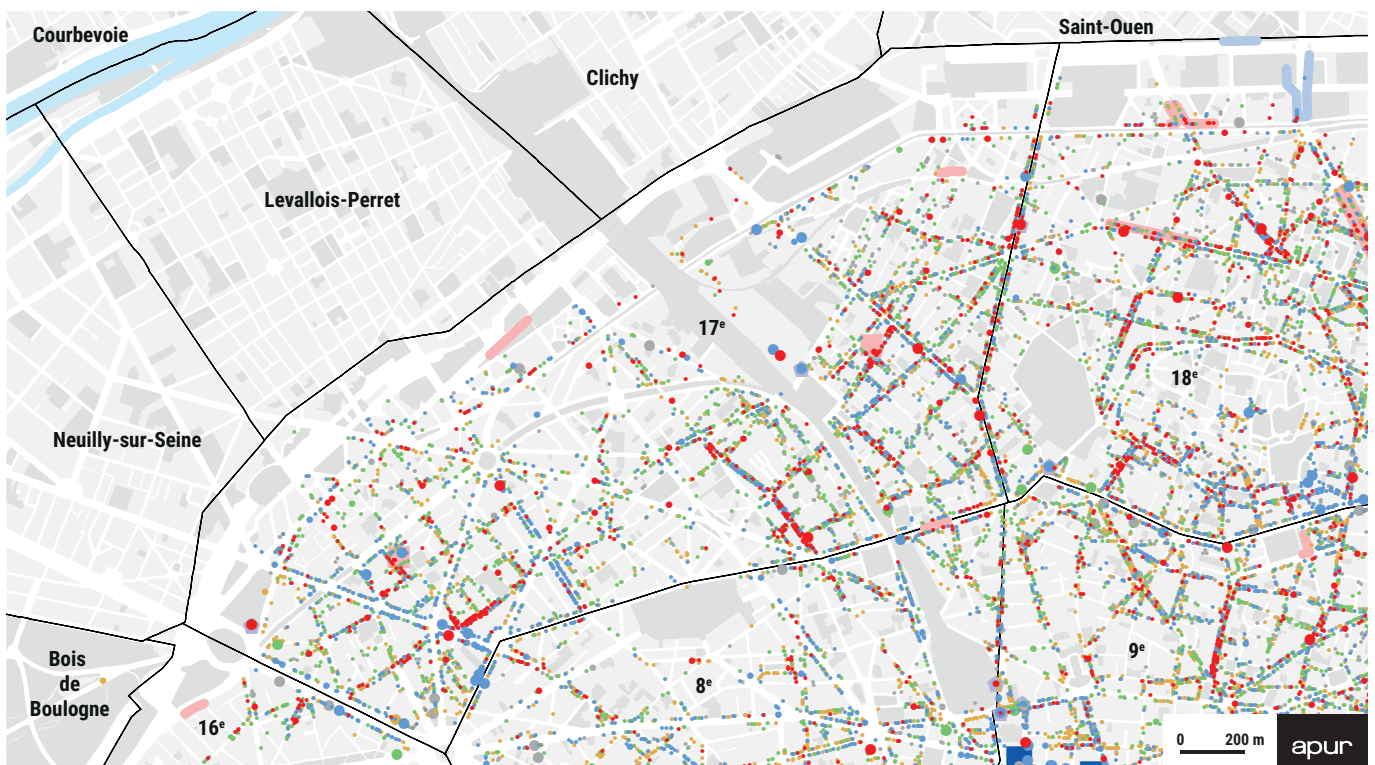 Courbevoie
Saint-Ouen
Clichy
Levallois-Perret
17e
18e
Neuilly-sur-Seine
Bois
de
Boulogne
16e
8e
9e
0 200 m
apur